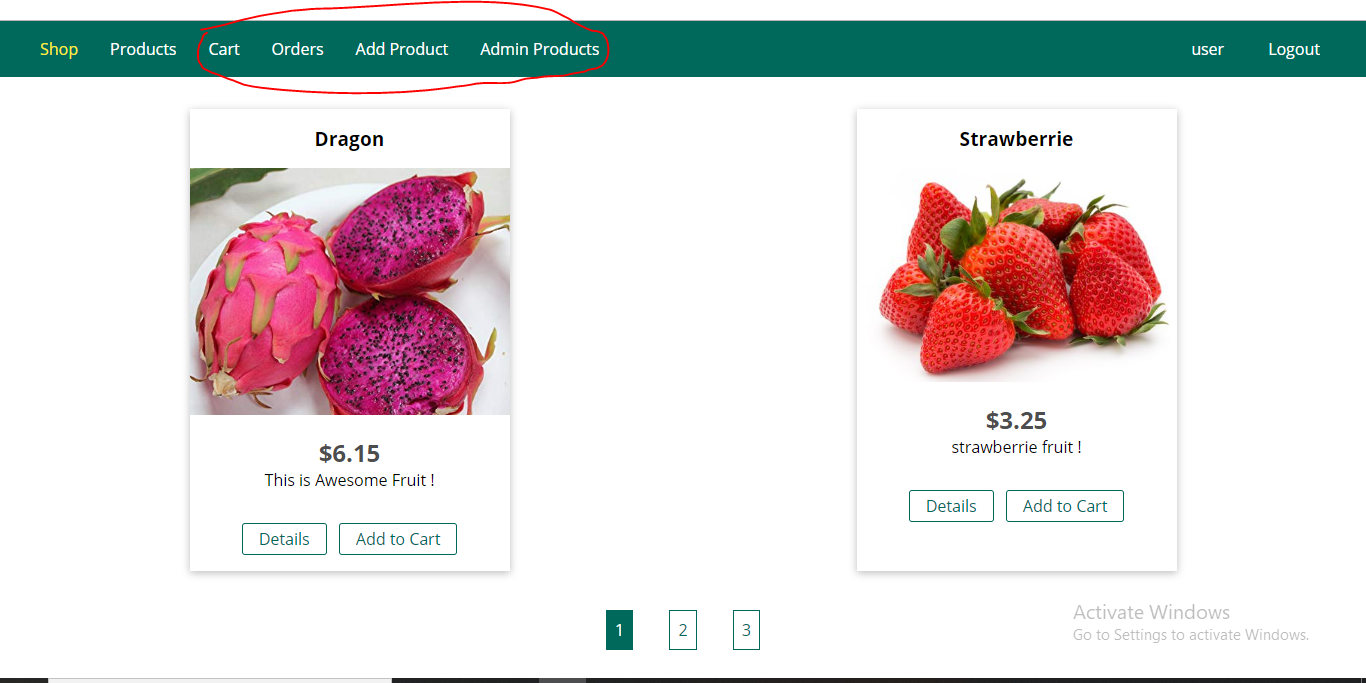 Shop Products Cart Orders Add Product Admin Products user Logout
Dragon
$6.15
This is Awesome Fruit !
Details Add to Cart
Strawberrie
$3.25
strawberrie fruit !
Details Add to Cart
1 2 3
Activate Windows
Go to Settings to activate Windows.